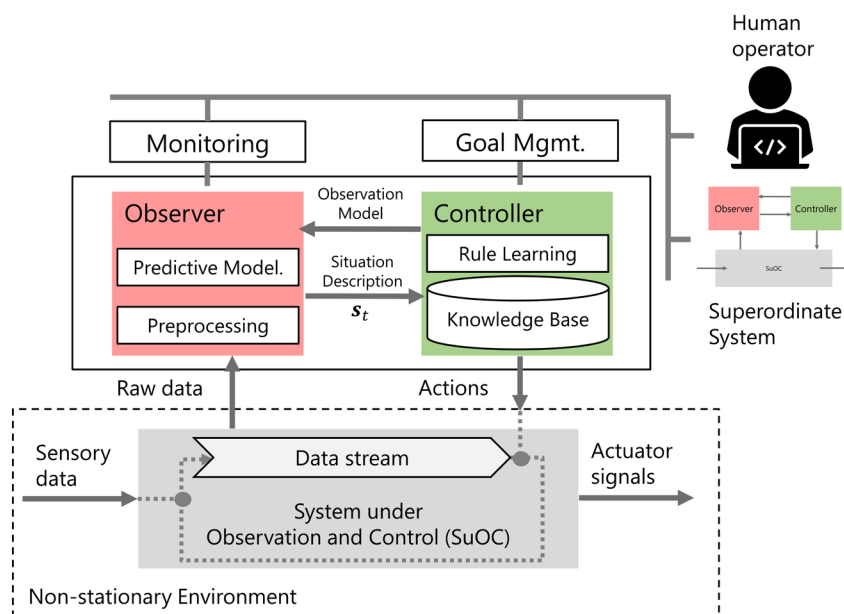 Human
operator
Monitoring
Goal Mgmt.
Observer
Observation
Model
Controller
Predictive Model.
Situation
Description
s_t
Rule Learning
Preprocessing
Knowledge Base
Observer
Controller
SuOC
Superordinate
System
Raw data
Actions
Sensory
data
Data stream
Actuator
signals
System under
Observation and Control (SuOC)
Non-stationary Environment